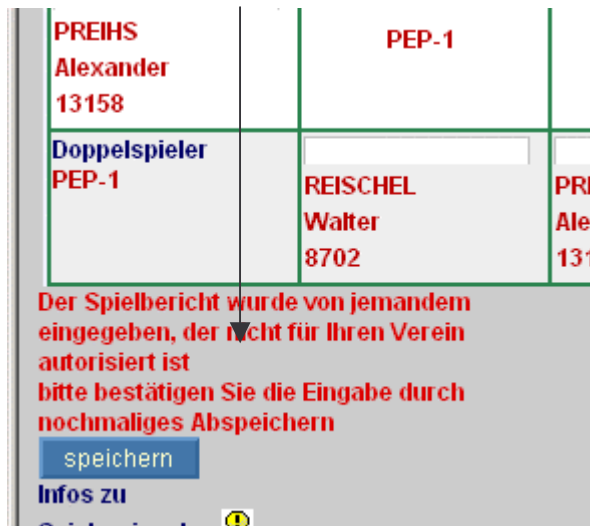 PREIHS
Alexander
13158
PEP-1
Doppelspieler
PEP-1
REISCHEL
Walter
8702
Der Spielbericht wurde von jemandem
eingegeben, der nicht für Ihren Verein
autorisiert ist
bitte bestätigen Sie die Eingabe durch
nochmaliges Abspeichern
speichern
Infos zu